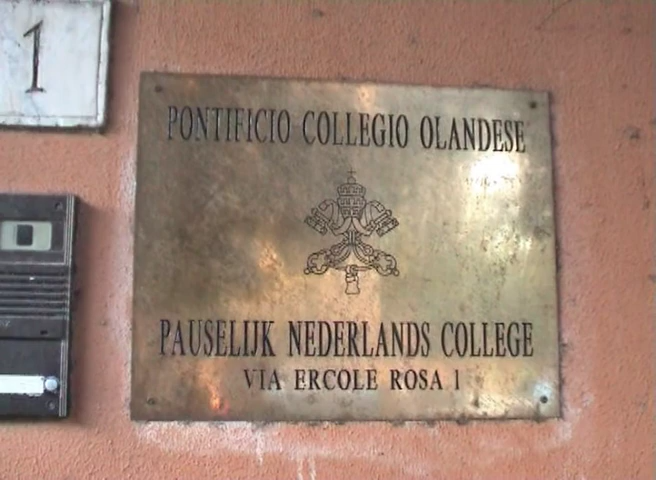 1
PONTIFICIO COLLEGIO OLANDESE
PAUSELIJK NEDERLANDS COLLEGE
VIA ERCOLE ROSA 1